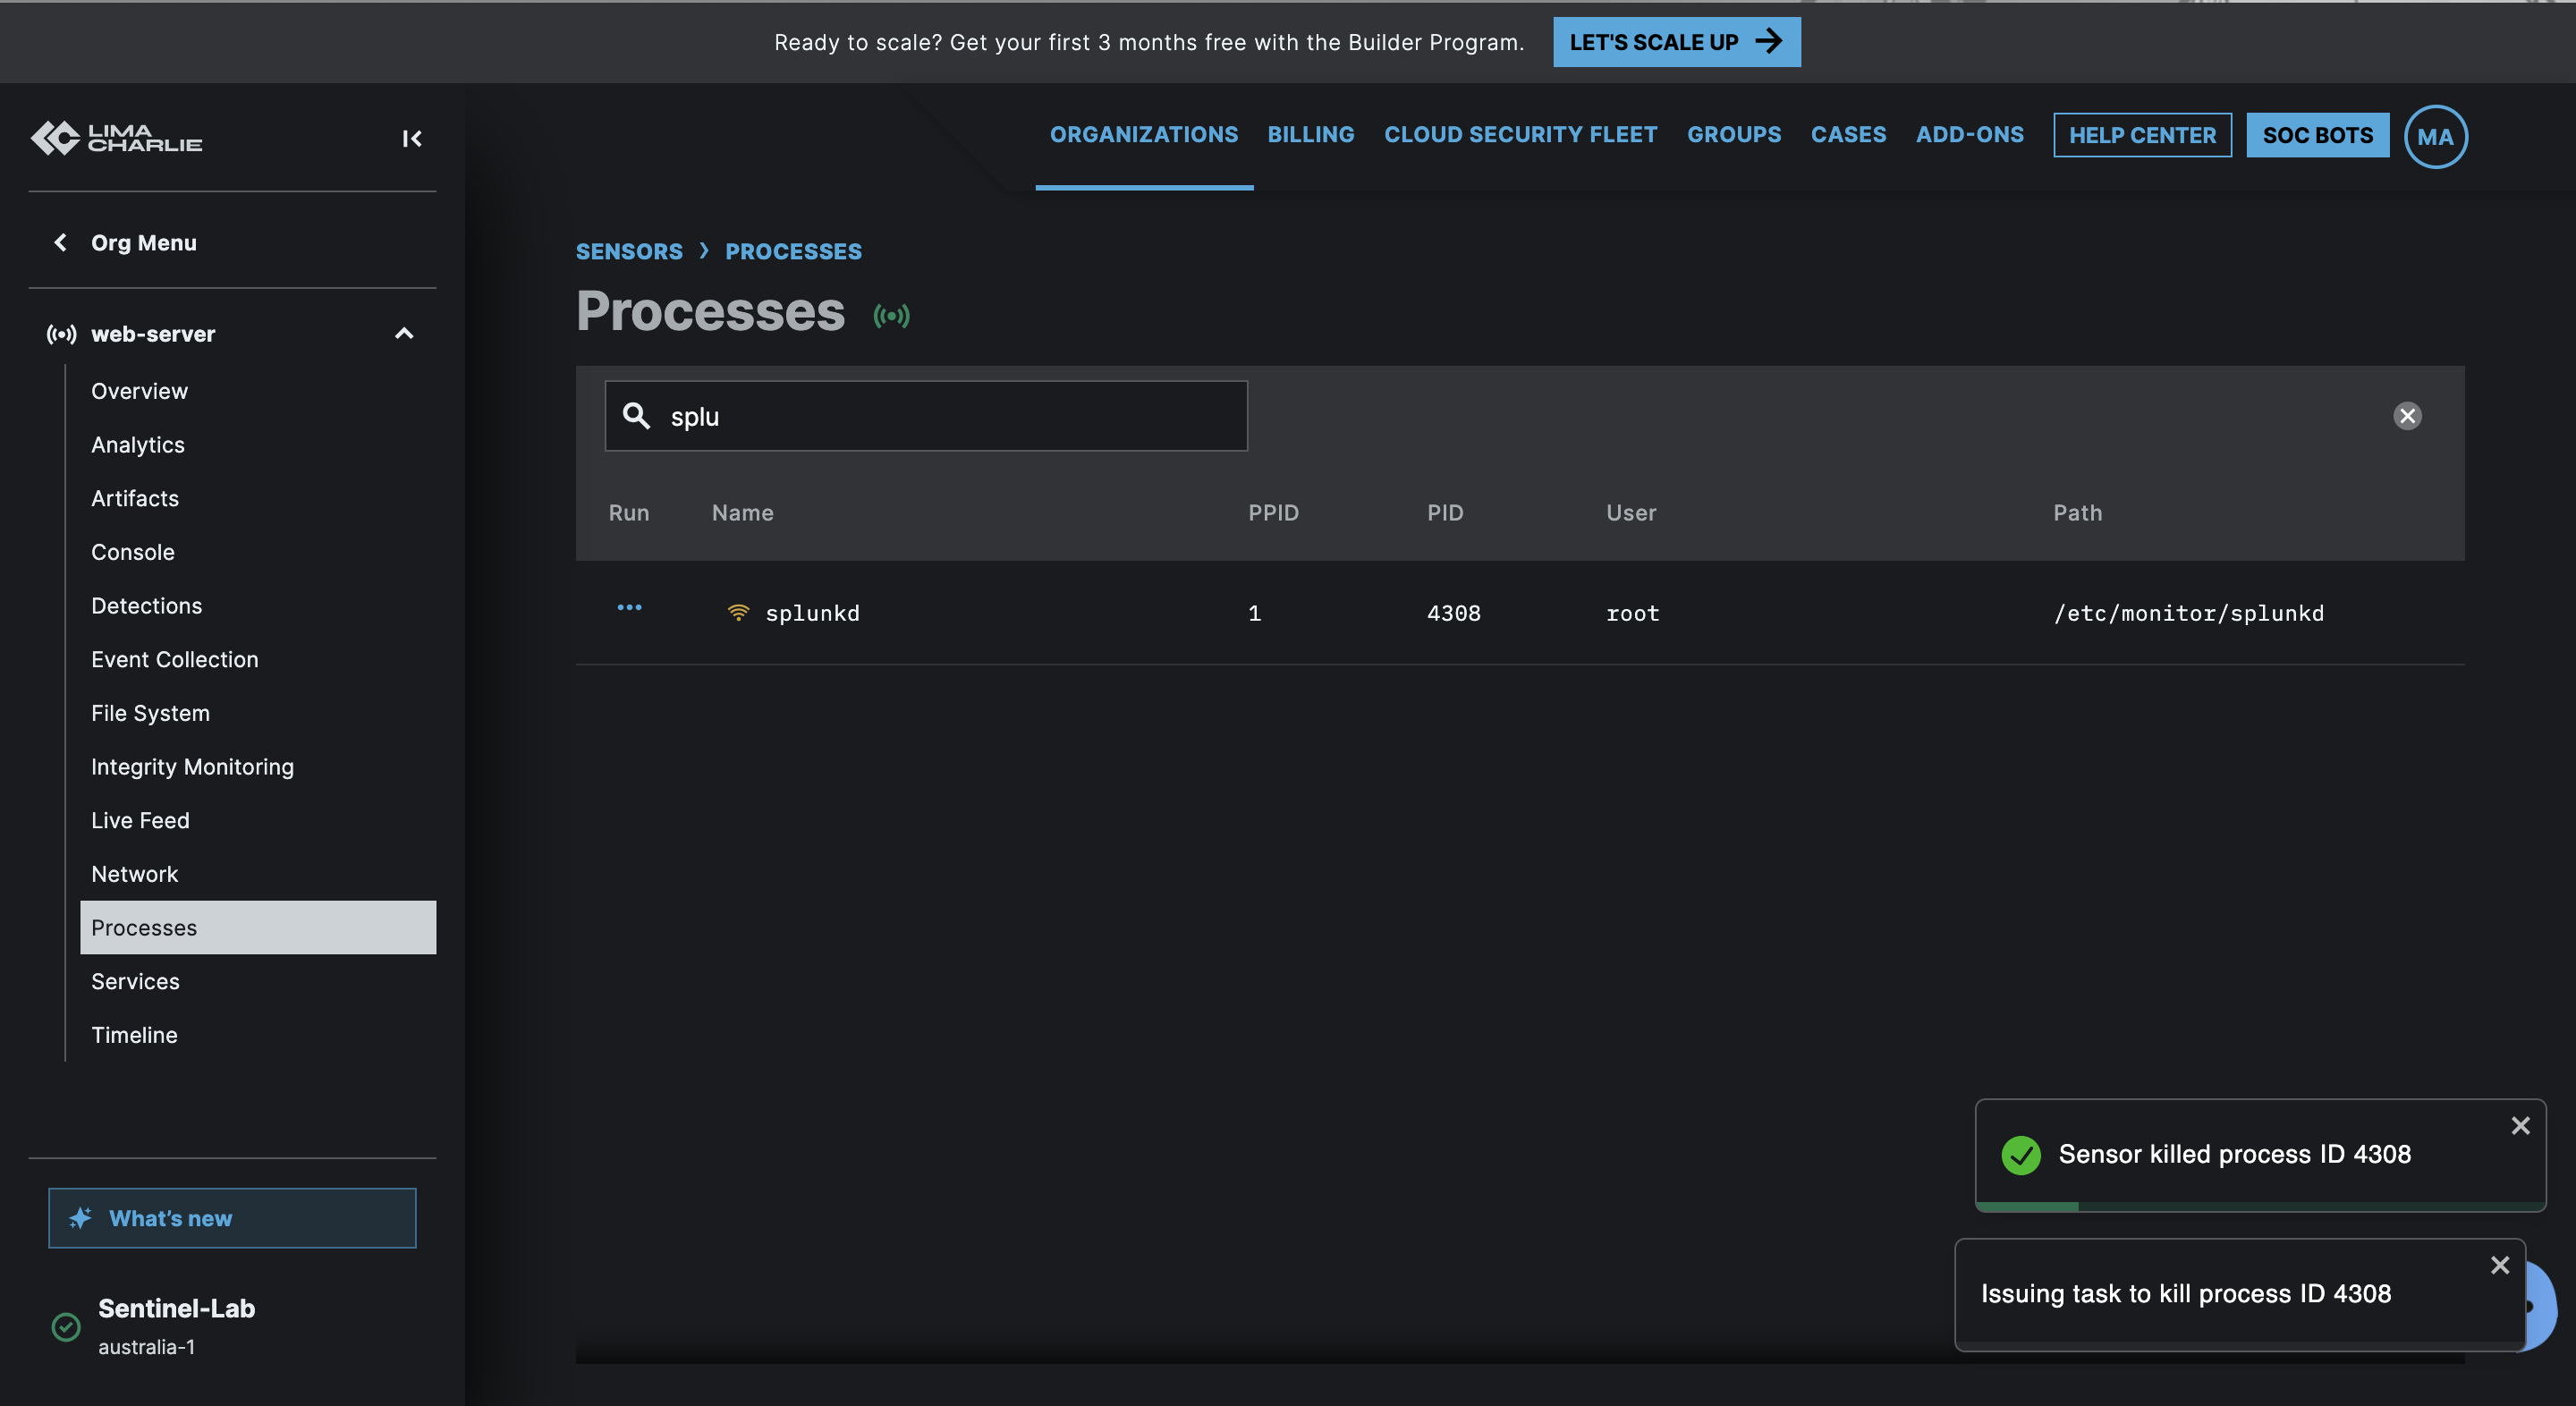 Ready to scale? Get your first 3 months free with the Builder Program.
LET'S SCALE UP
LIMA
CHARLIE
ORGANIZATIONS
BILLING
CLOUD SECURITY FLEET
GROUPS
CASES
ADD-ONS
HELP CENTER
SOC BOTS
MA
Org Menu
web-server
Overview
Analytics
Artifacts
Console
Detections
Event Collection
File System
Integrity Monitoring
Live Feed
Network
Processes
Services
Timeline
What's new
Sentinel-Lab
australia-1
SENSORS > PROCESSES
Processes
splu
Run Name PPID PID User Path
splunkd 1 4308 root /etc/monitor/splunkd
Sensor killed process ID 4308
Issuing task to kill process ID 4308